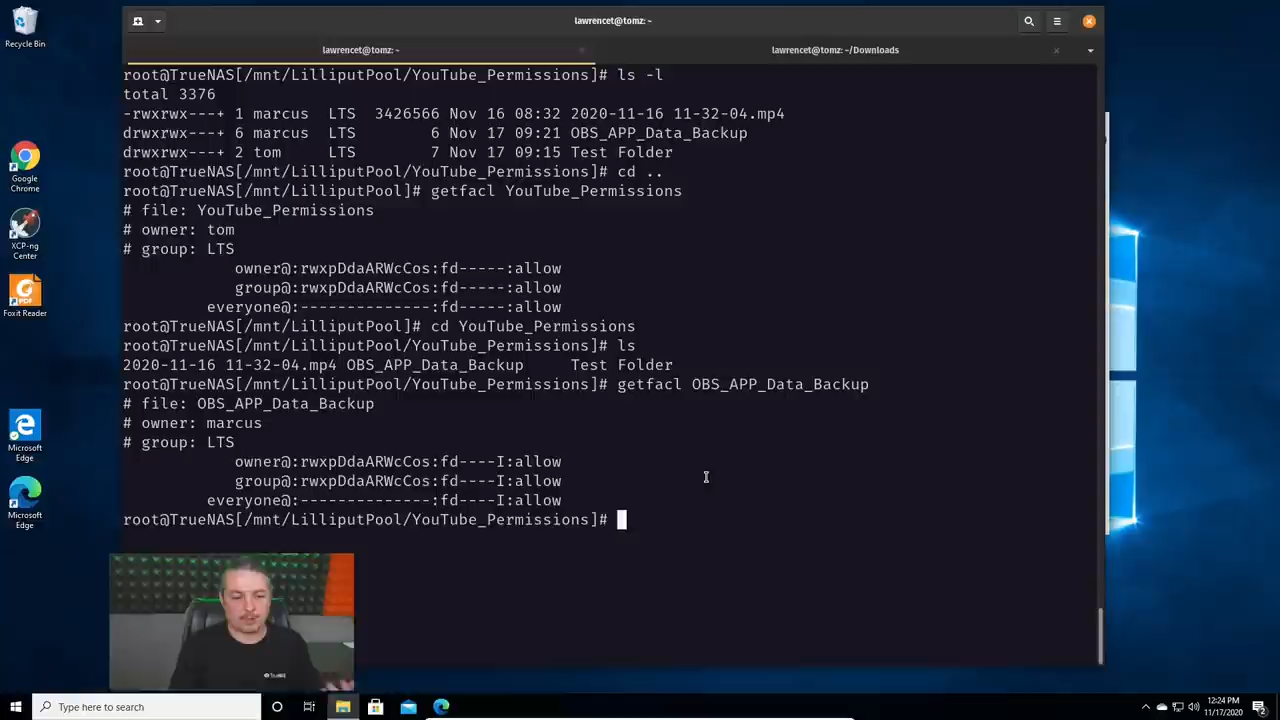 lawrencet@tomz: ~
lawrencet@tomz: ~
lawrencet@tomz: ~/Downloads
root@TrueNAS[/mnt/LilliputPool/YouTube_Permissions]# ls -l
total 3376
-rwxrwx---+ 1 marcus  LTS  3426566 Nov 16 08:32 2020-11-16 11-32-04.mp4
drwxrwx---+ 6 marcus  LTS        6 Nov 17 09:21 OBS_APP_Data_Backup
drwxrwx---+ 2 tom     LTS        7 Nov 17 09:15 Test Folder
root@TrueNAS[/mnt/LilliputPool/YouTube_Permissions]# cd ..
root@TrueNAS[/mnt/LilliputPool]# getfacl YouTube_Permissions
# file: YouTube_Permissions
# owner: tom
# group: LTS
            owner@:rwxpDdaARWcCos:fd-----:allow
            group@:rwxpDdaARWcCos:fd-----:allow
         everyone@:--------------:fd-----:allow
root@TrueNAS[/mnt/LilliputPool]# cd YouTube_Permissions
root@TrueNAS[/mnt/LilliputPool/YouTube_Permissions]# ls
2020-11-16 11-32-04.mp4 OBS_APP_Data_Backup     Test Folder
root@TrueNAS[/mnt/LilliputPool/YouTube_Permissions]# getfacl OBS_APP_Data_Backup
# file: OBS_APP_Data_Backup
# owner: marcus
# group: LTS
            owner@:rwxpDdaARWcCos:fd----I:allow
            group@:rwxpDdaARWcCos:fd----I:allow
         everyone@:--------------:fd----I:allow
root@TrueNAS[/mnt/LilliputPool/YouTube_Permissions]#
Recycle Bin
Google
Chrome
XCP-ng
Center
PDF
Foxit Reader
Microsoft
Edge
Microsoft
Edge
Type here to search
12:24 PM
11/17/2020
2